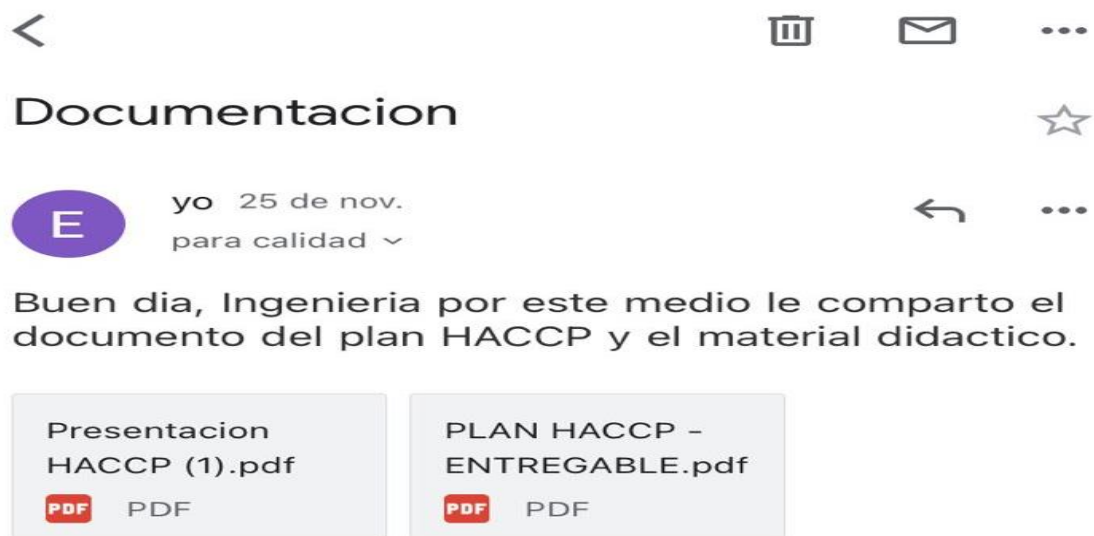 Documentacion
E
yo 25 de nov.
para calidad
Buen dia, Ingenieria por este medio le comparto el
documento del plan HACCP y el material didactico.
Presentacion
HACCP (1).pdf
PDF PDF
PLAN HACCP -
ENTREGABLE.pdf
PDF PDF